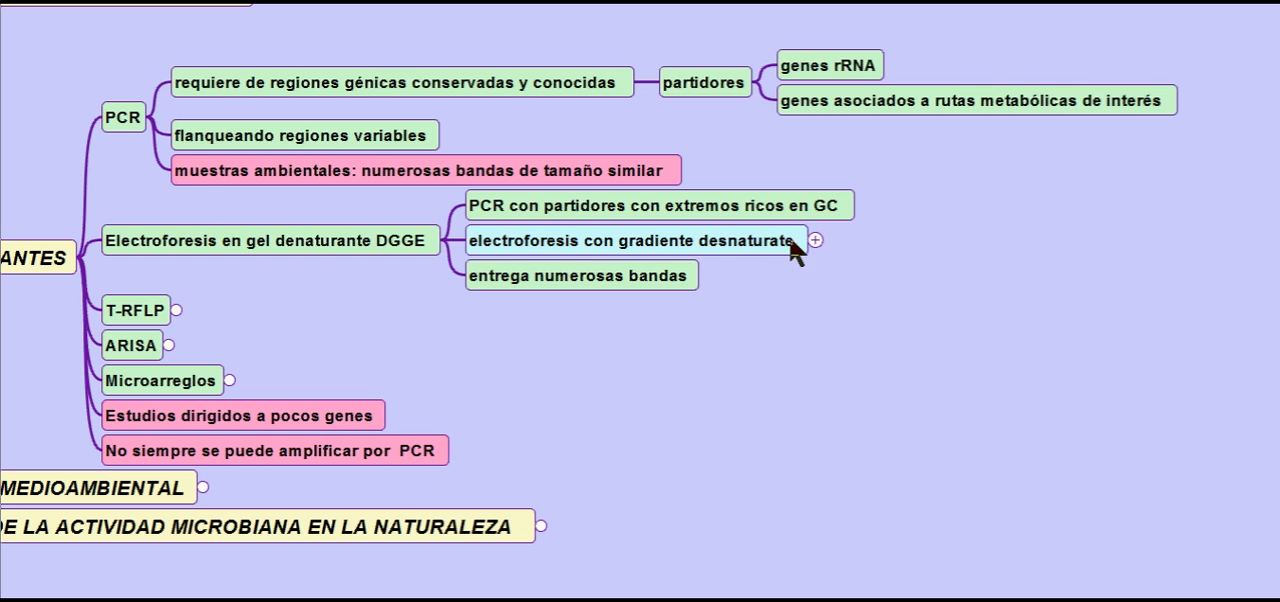 requiere de regiones génicas conservadas y conocidas
partidores
genes rRNA
genes asociados a rutas metabólicas de interés
PCR
flanqueando regiones variables
muestras ambientales: numerosas bandas de tamaño similar
Electroforesis en gel denaturante DGGE
PCR con partidores con extremos ricos en GC
electroforesis con gradiente desnaturate
entrega numerosas bandas
ANTES
T-RFLP
ARISA
Microarreglos
Estudios dirigidos a pocos genes
No siempre se puede amplificar por PCR
MEDIOAMBIENTAL
DE LA ACTIVIDAD MICROBIANA EN LA NATURALEZA